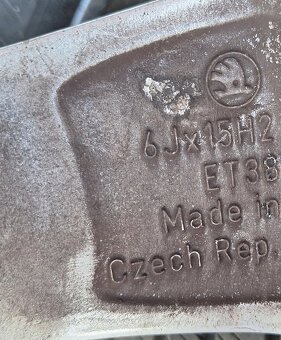 6Jx15H2
ET38
Made in
Czech Rep.